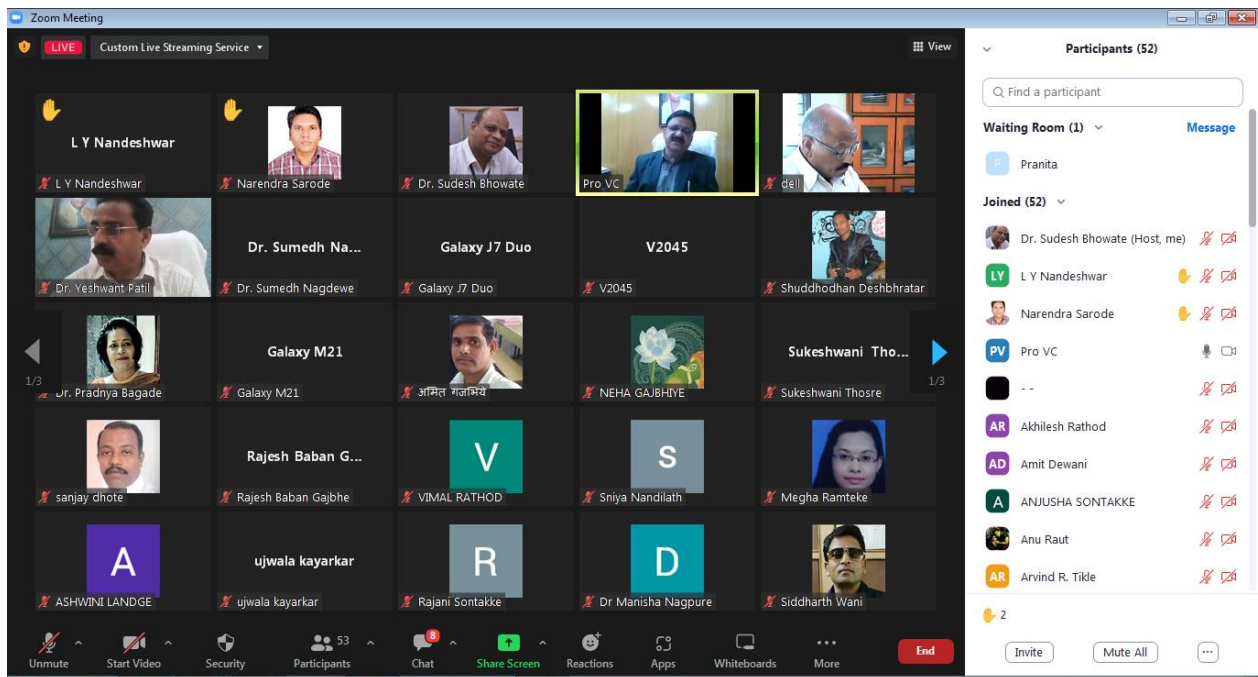 Zoom Meeting
LIVE Custom Live Streaming Service View
L Y Nandeshwar
L Y Nandeshwar
Narendra Sarode
Dr. Sudesh Bhowate
Pro VC
dell
Dr. Yeshwant Patil
Dr. Sumedh Na...
Dr. Sumedh Nagdewe
Galaxy J7 Duo
Galaxy J7 Duo
V2045
V2045
Shuddhodhan Deshbhratar
1/3
Dr. Pradnya Bagade
Galaxy M21
Galaxy M21
अमित गजभिये
NEHA GAJBHIYE
Sukeshwani Tho...
Sukeshwani Thosre
1/3
sanjay dhote
Rajesh Baban G...
Rajesh Baban Gajbhe
V
VIMAL RATHOD
S
Sniya Nandilath
Megha Ramteke
A
ASHWINI LANDGE
ujwala kayarkar
ujwala kayarkar
R
Rajani Sontakke
D
Dr Manisha Nagpure
Siddharth Wani
Unmute
Start Video
Security
53
Participants
8
Chat
Share Screen
Reactions
Apps
Whiteboards
More
End
Participants (52)
Find a participant
Waiting Room (1) Message
P Pranita
Joined (52)
Dr. Sudesh Bhowate (Host, me)
LY L Y Nandeshwar
Narendra Sarode
PV Pro VC
- -
AR Akhilesh Rathod
AD Amit Dewani
A ANJUSHA SONTAKKE
Anu Raut
AR Arvind R. Tikle
2
Invite Mute All ...